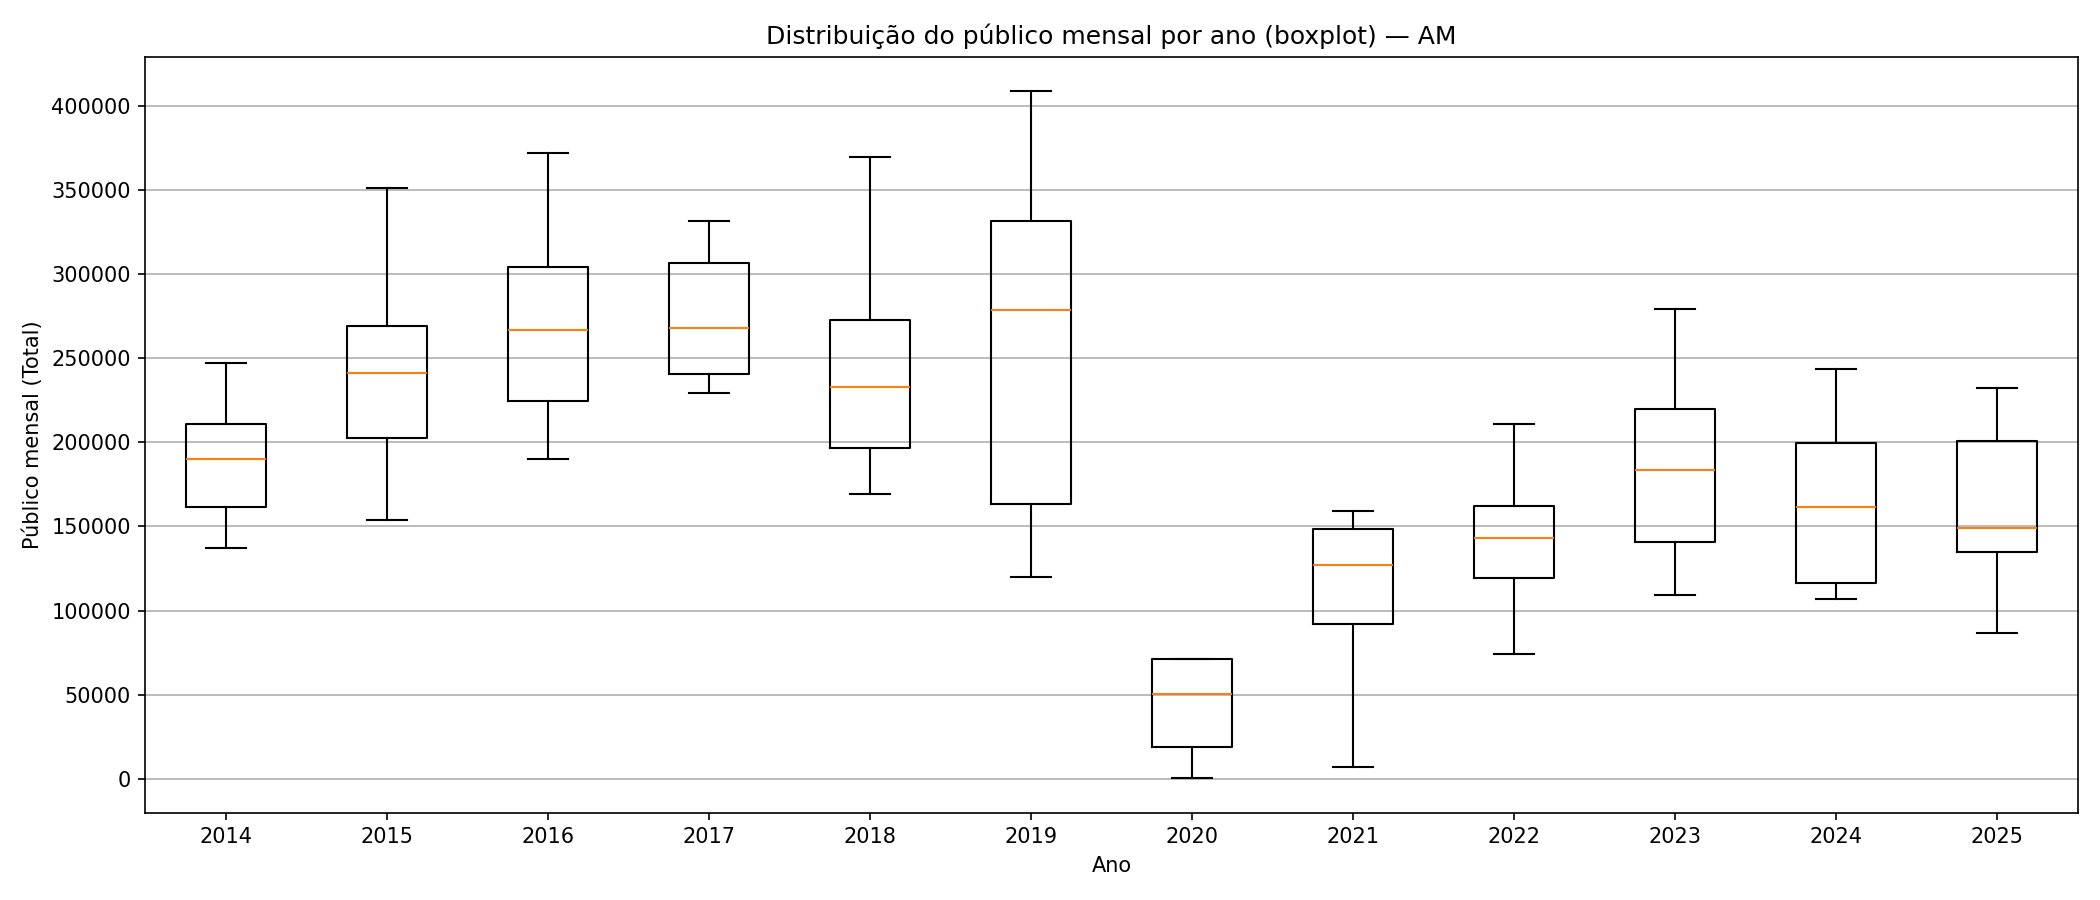 Distribuição do público mensal por ano (boxplot) — AM
Público mensal (Total)
400000
350000
300000
250000
200000
150000
100000
50000
0
2014 2015 2016 2017 2018 2019 2020 2021 2022 2023 2024 2025
Ano